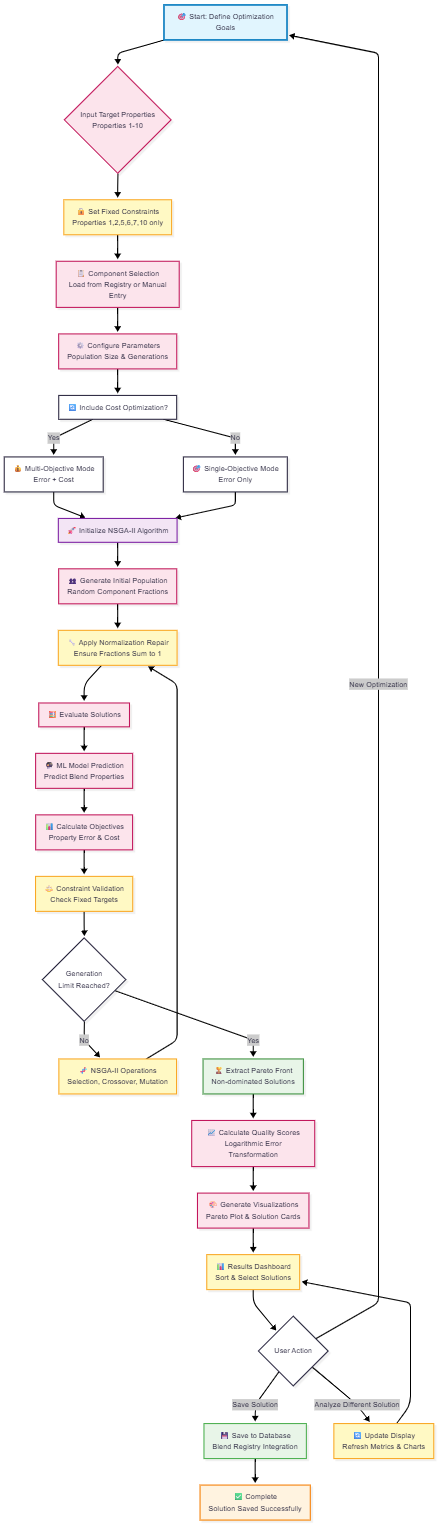 Start: Define Optimization
Goals
Input Target Properties
Properties 1-10
Set Fixed Constraints
Properties 1,2,5,6,7,10 only
Component Selection
Load from Registry or Manual
Entry
Configure Parameters
Population Size & Generations
Include Cost Optimization?
Yes
No
Multi-Objective Mode
Error + Cost
Single-Objective Mode
Error Only
Initialize NSGA-II Algorithm
Generate Initial Population
Random Component Fractions
Apply Normalization Repair
Ensure Fractions Sum to 1
New Optimization
Evaluate Solutions
ML Model Prediction
Predict Blend Properties
Calculate Objectives
Property Error & Cost
Constraint Validation
Check Fixed Targets
Generation
Limit Reached?
No
Yes
NSGA-II Operations
Selection, Crossover, Mutation
Extract Pareto Front
Non-dominated Solutions
Calculate Quality Scores
Logarithmic Error
Transformation
Generate Visualizations
Pareto Plot & Solution Cards
Results Dashboard
Sort & Select Solutions
User Action
Save Solution
Analyze Different Solution
Save to Database
Blend Registry Integration
Update Display
Refresh Metrics & Charts
Complete
Solution Saved Successfully